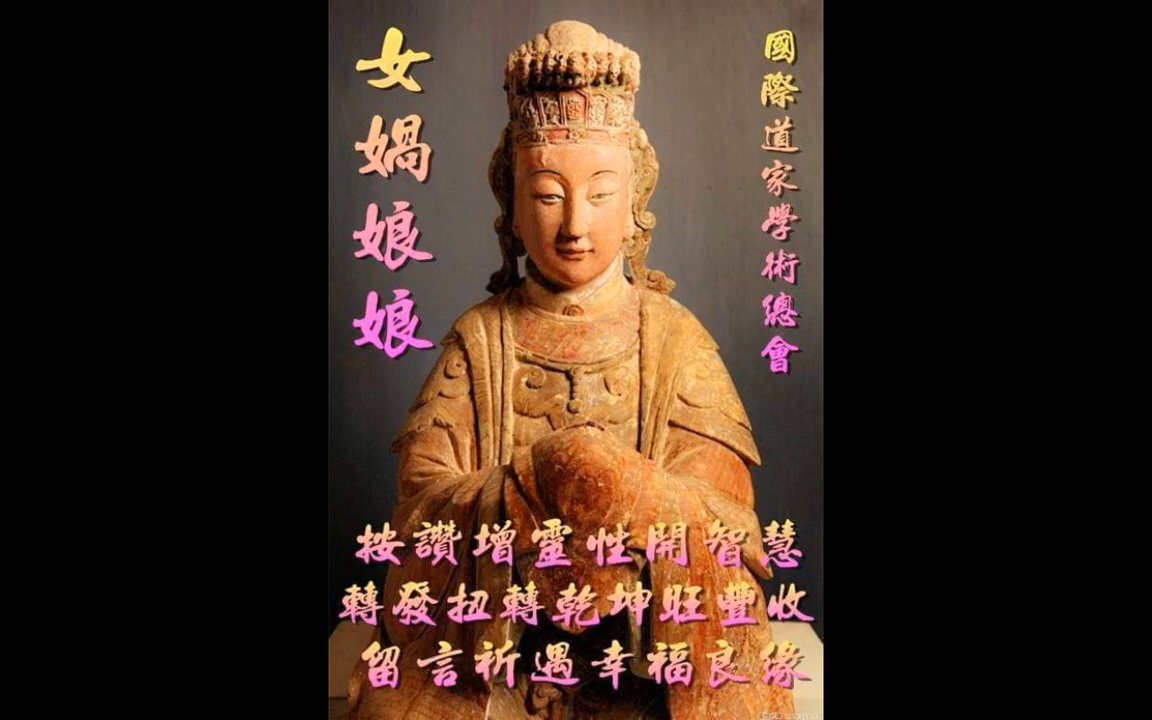 女媧娘娘
國際道家學術總會
按讚增靈性開智慧
轉發扭轉乾坤旺豐收
留言祈遇幸福良緣